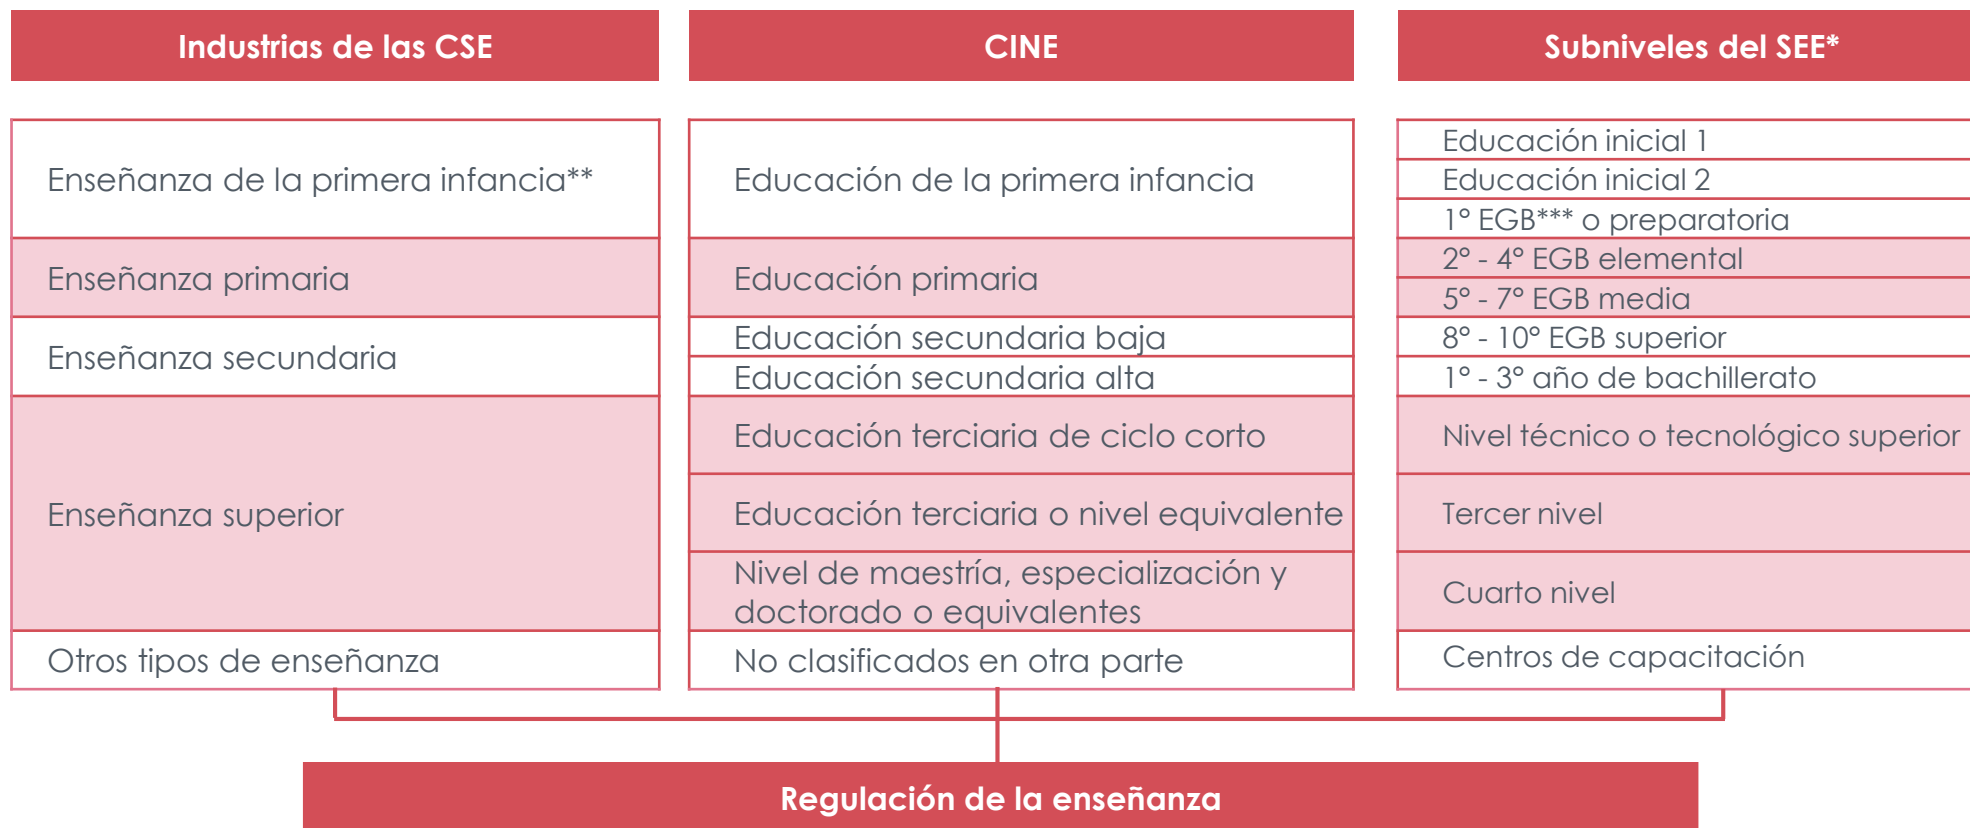 Industrias de las CSE
CINE
Subniveles del SEE*
Enseñanza de la primera infancia**
Educación de la primera infancia
Educación inicial 1
Educación inicial 2
1° EGB*** o preparatoria
Enseñanza primaria
Educación primaria
2° - 4° EGB elemental
5° - 7° EGB media
Enseñanza secundaria
Educación secundaria baja
8° - 10° EGB superior
Educación secundaria alta
1° - 3° año de bachillerato
Enseñanza superior
Educación terciaria de ciclo corto
Nivel técnico o tecnológico superior
Educación terciaria o nivel equivalente
Tercer nivel
Nivel de maestría, especialización y
doctorado o equivalentes
Cuarto nivel
Otros tipos de enseñanza
No clasificados en otra parte
Centros de capacitación
Regulación de la enseñanza